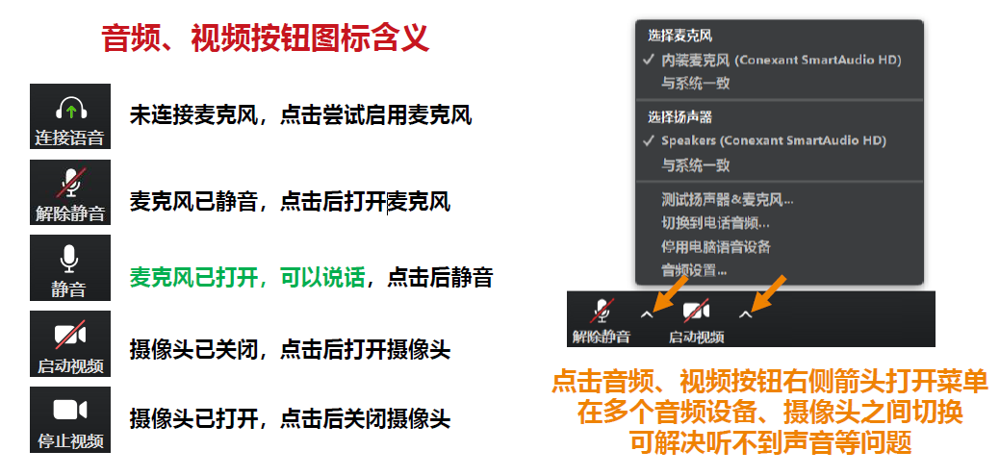 音频、视频按钮图标含义
连接语音
未连接麦克风，点击尝试启用麦克风
解除静音
麦克风已静音，点击后打开麦克风
静音
麦克风已打开，可以说话，点击后静音
启动视频
摄像头已关闭，点击后打开摄像头
停止视频
摄像头已打开，点击后关闭摄像头
选择麦克风
内装麦克风 (Conexant SmartAudio HD)
与系统一致
选择扬声器
Speakers (Conexant SmartAudio HD)
与系统一致
测试扬声器&麦克风...
切换到电话音频...
停用电脑语音设备
音频设置...
解除静音
启动视频
点击音频、视频按钮右侧箭头打开菜单
在多个音频设备、摄像头之间切换
可解决听不到声音等问题